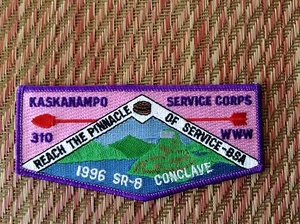 KASKANAMPO SERVICE CORPS
310 WWW
REACH THE PINNACLE OF SERVICE-BSA
1996 SR-6 CONCLAVE